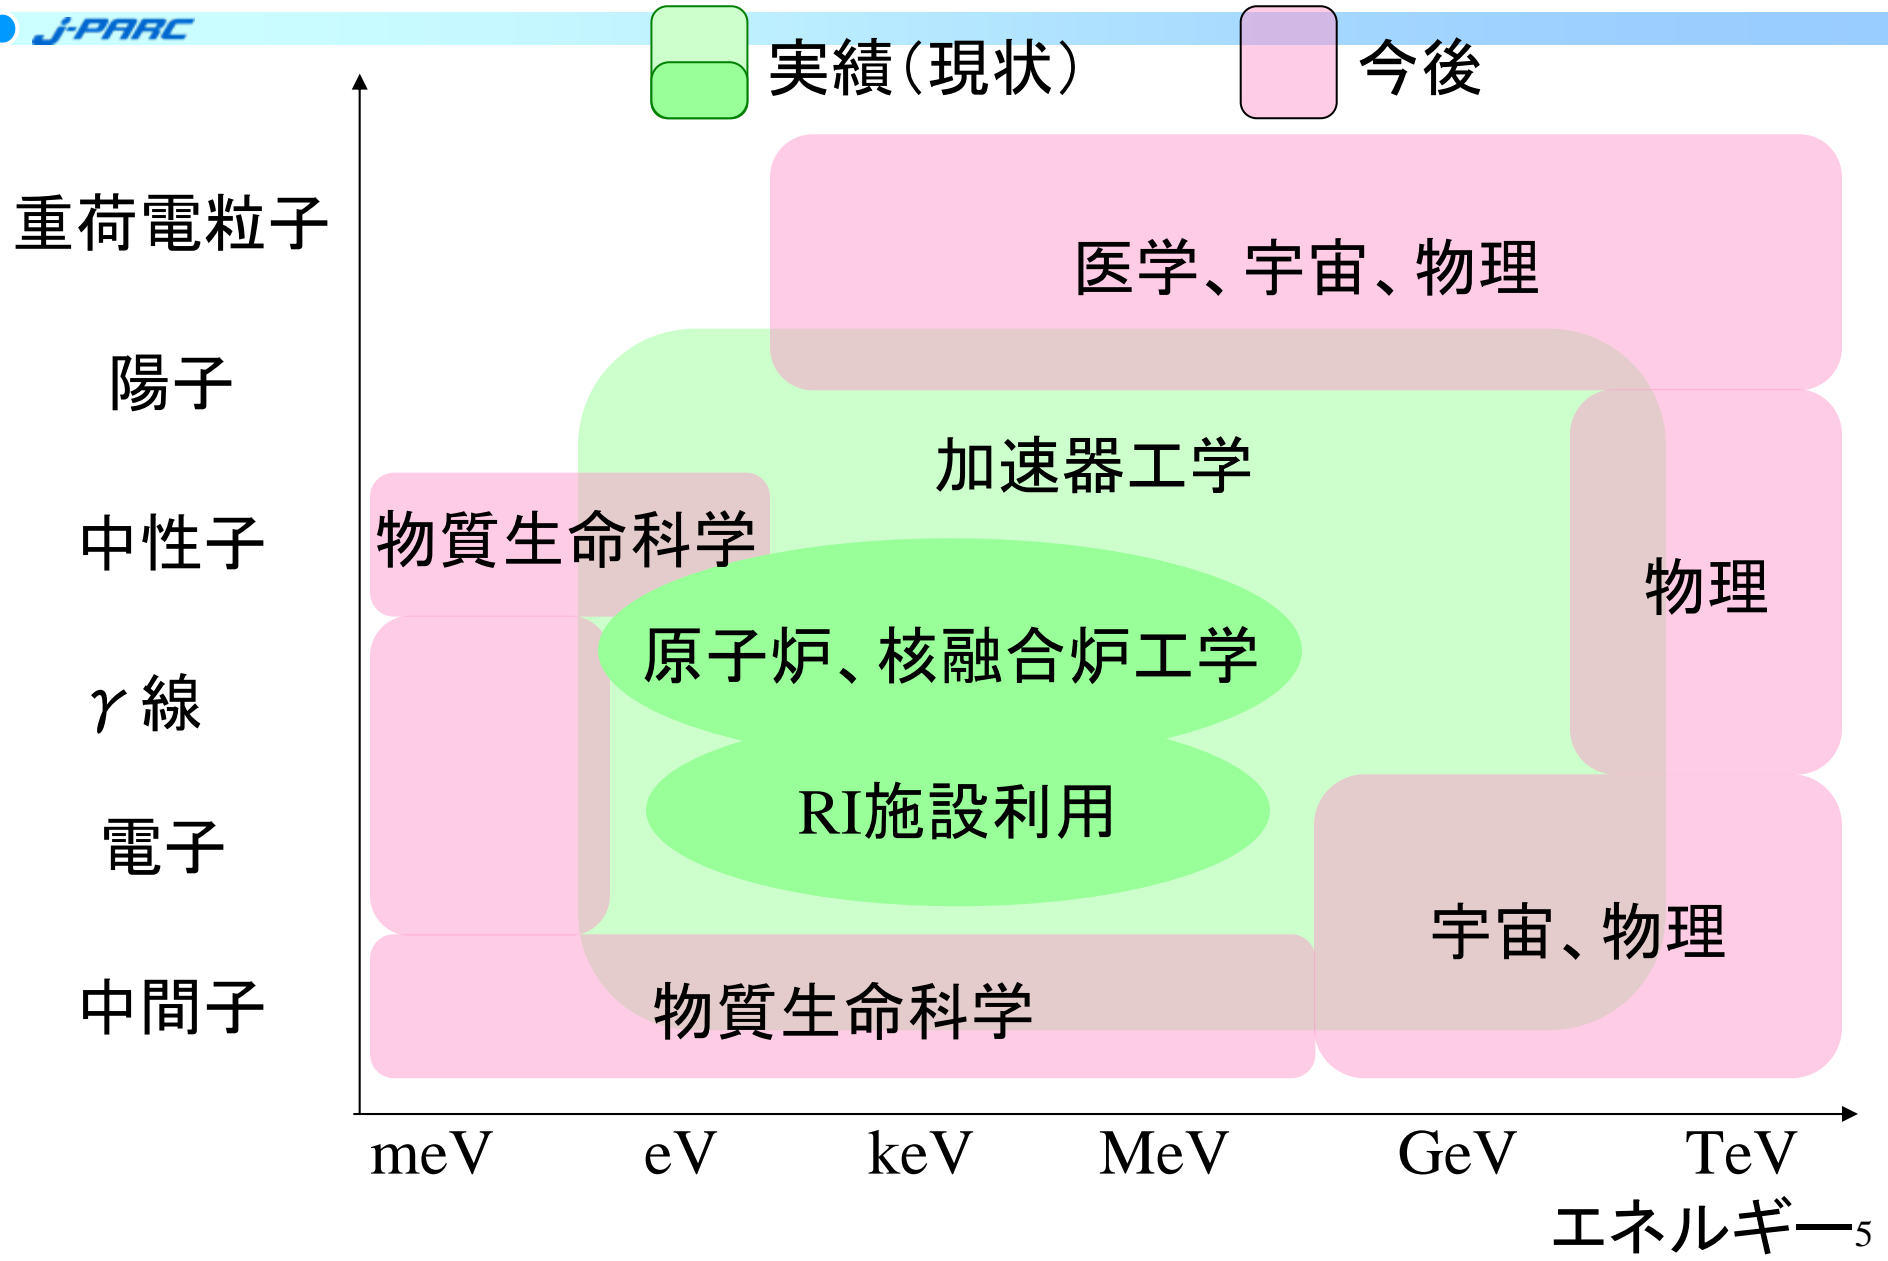 J-PARC
実績(現状)
今後
重荷電粒子
医学、宇宙、物理
陽子
加速器工学
中性子
物質生命科学
物理
原子炉、核融合炉工学
γ線
RI施設利用
電子
宇宙、物理
中間子
物質生命科学
meV eV keV MeV GeV TeV
エネルギー
5